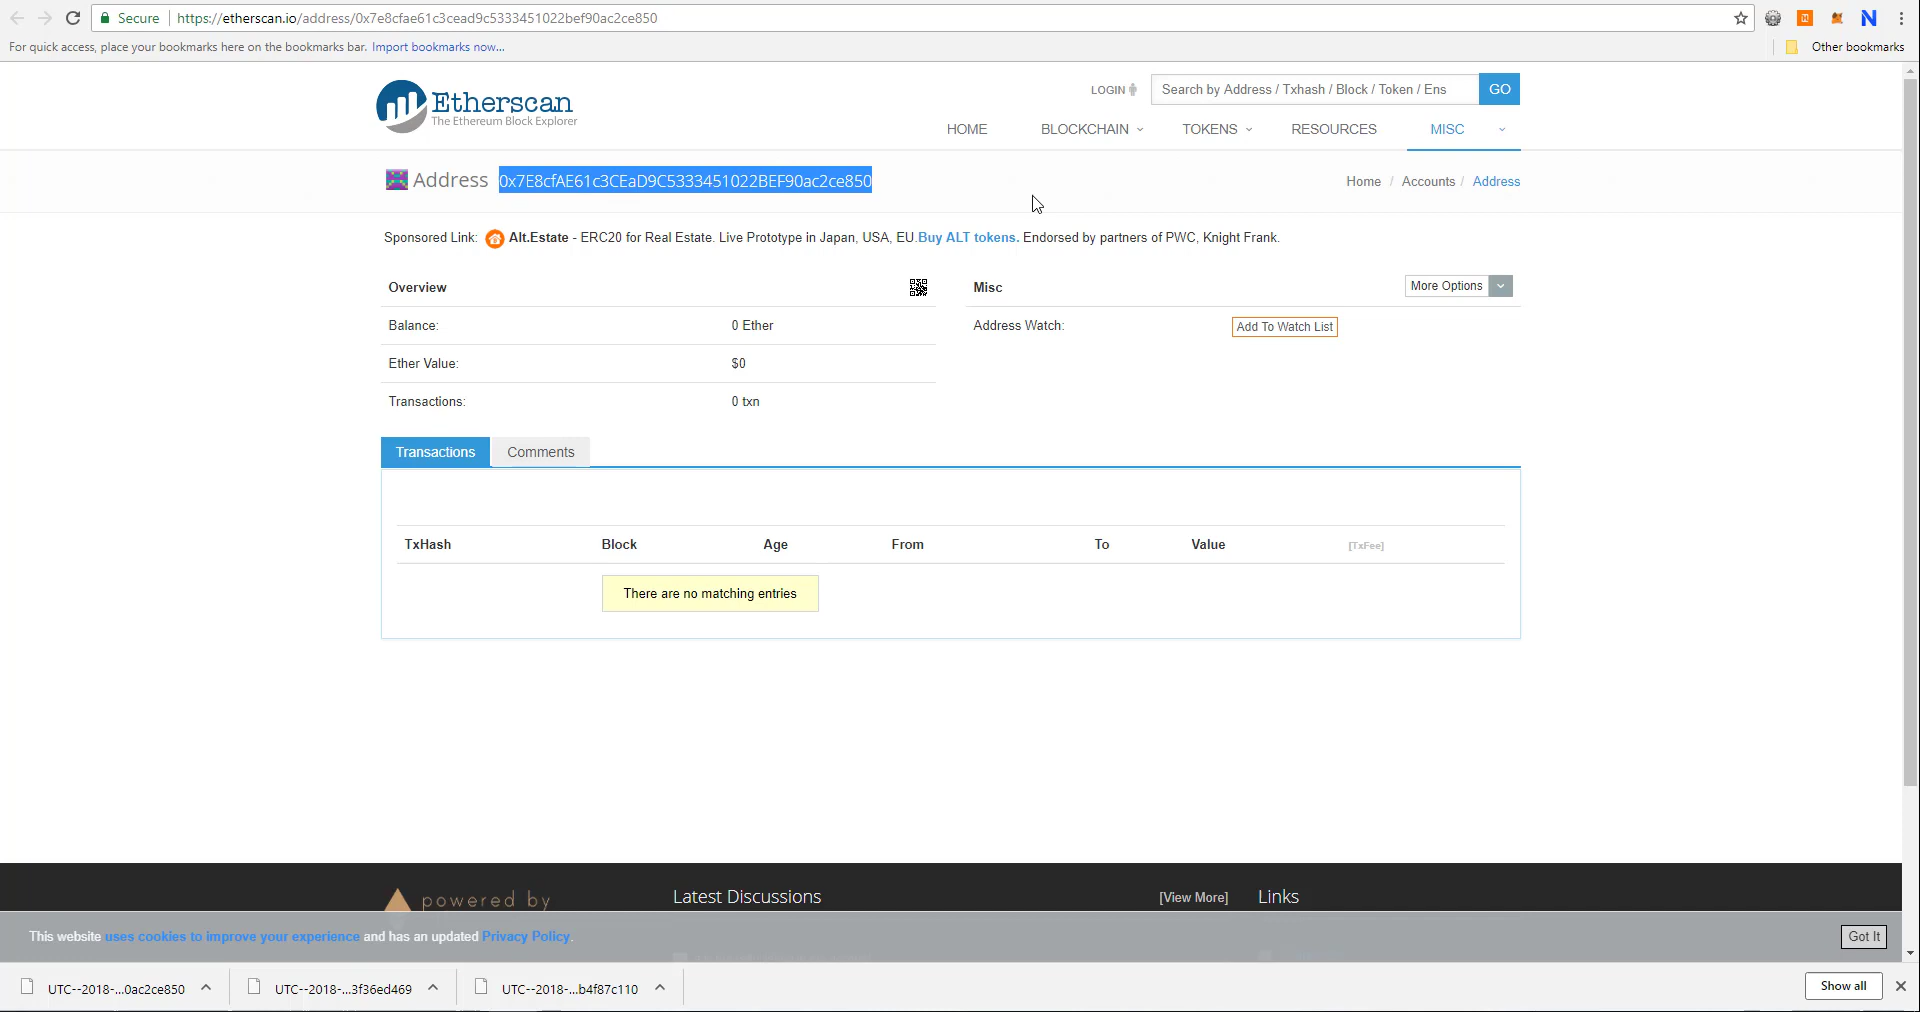 Secure https://etherscan.io/address/0x7e8cfae61c3cead9c5333451022bef90ac2ce850
For quick access, place your bookmarks here on the bookmarks bar. Import bookmarks now... Other bookmarks
LOGIN Search by Address / Txhash / Block / Token / Ens GO
Etherscan
The Ethereum Block Explorer
HOME BLOCKCHAIN TOKENS RESOURCES MISC
Address 0x7E8cfAE61c3CEaD9C5333451022BEF90ac2ce850 Home / Accounts / Address
Sponsored Link: Alt.Estate - ERC20 for Real Estate. Live Prototype in Japan, USA, EU.Buy ALT tokens. Endorsed by partners of PWC, Knight Frank.
Overview Misc More Options
Balance: 0 Ether Address Watch: Add To Watch List
Ether Value: $0
Transactions: 0 txn
Transactions Comments
TxHash Block Age From To Value [TxFee]
There are no matching entries
powered by Latest Discussions [View More] Links
This website uses cookies to improve your experience and has an updated Privacy Policy. Got It
UTC--2018-...0ac2ce850 UTC--2018-...3f36ed469 UTC--2018-...b4f87c110 Show all